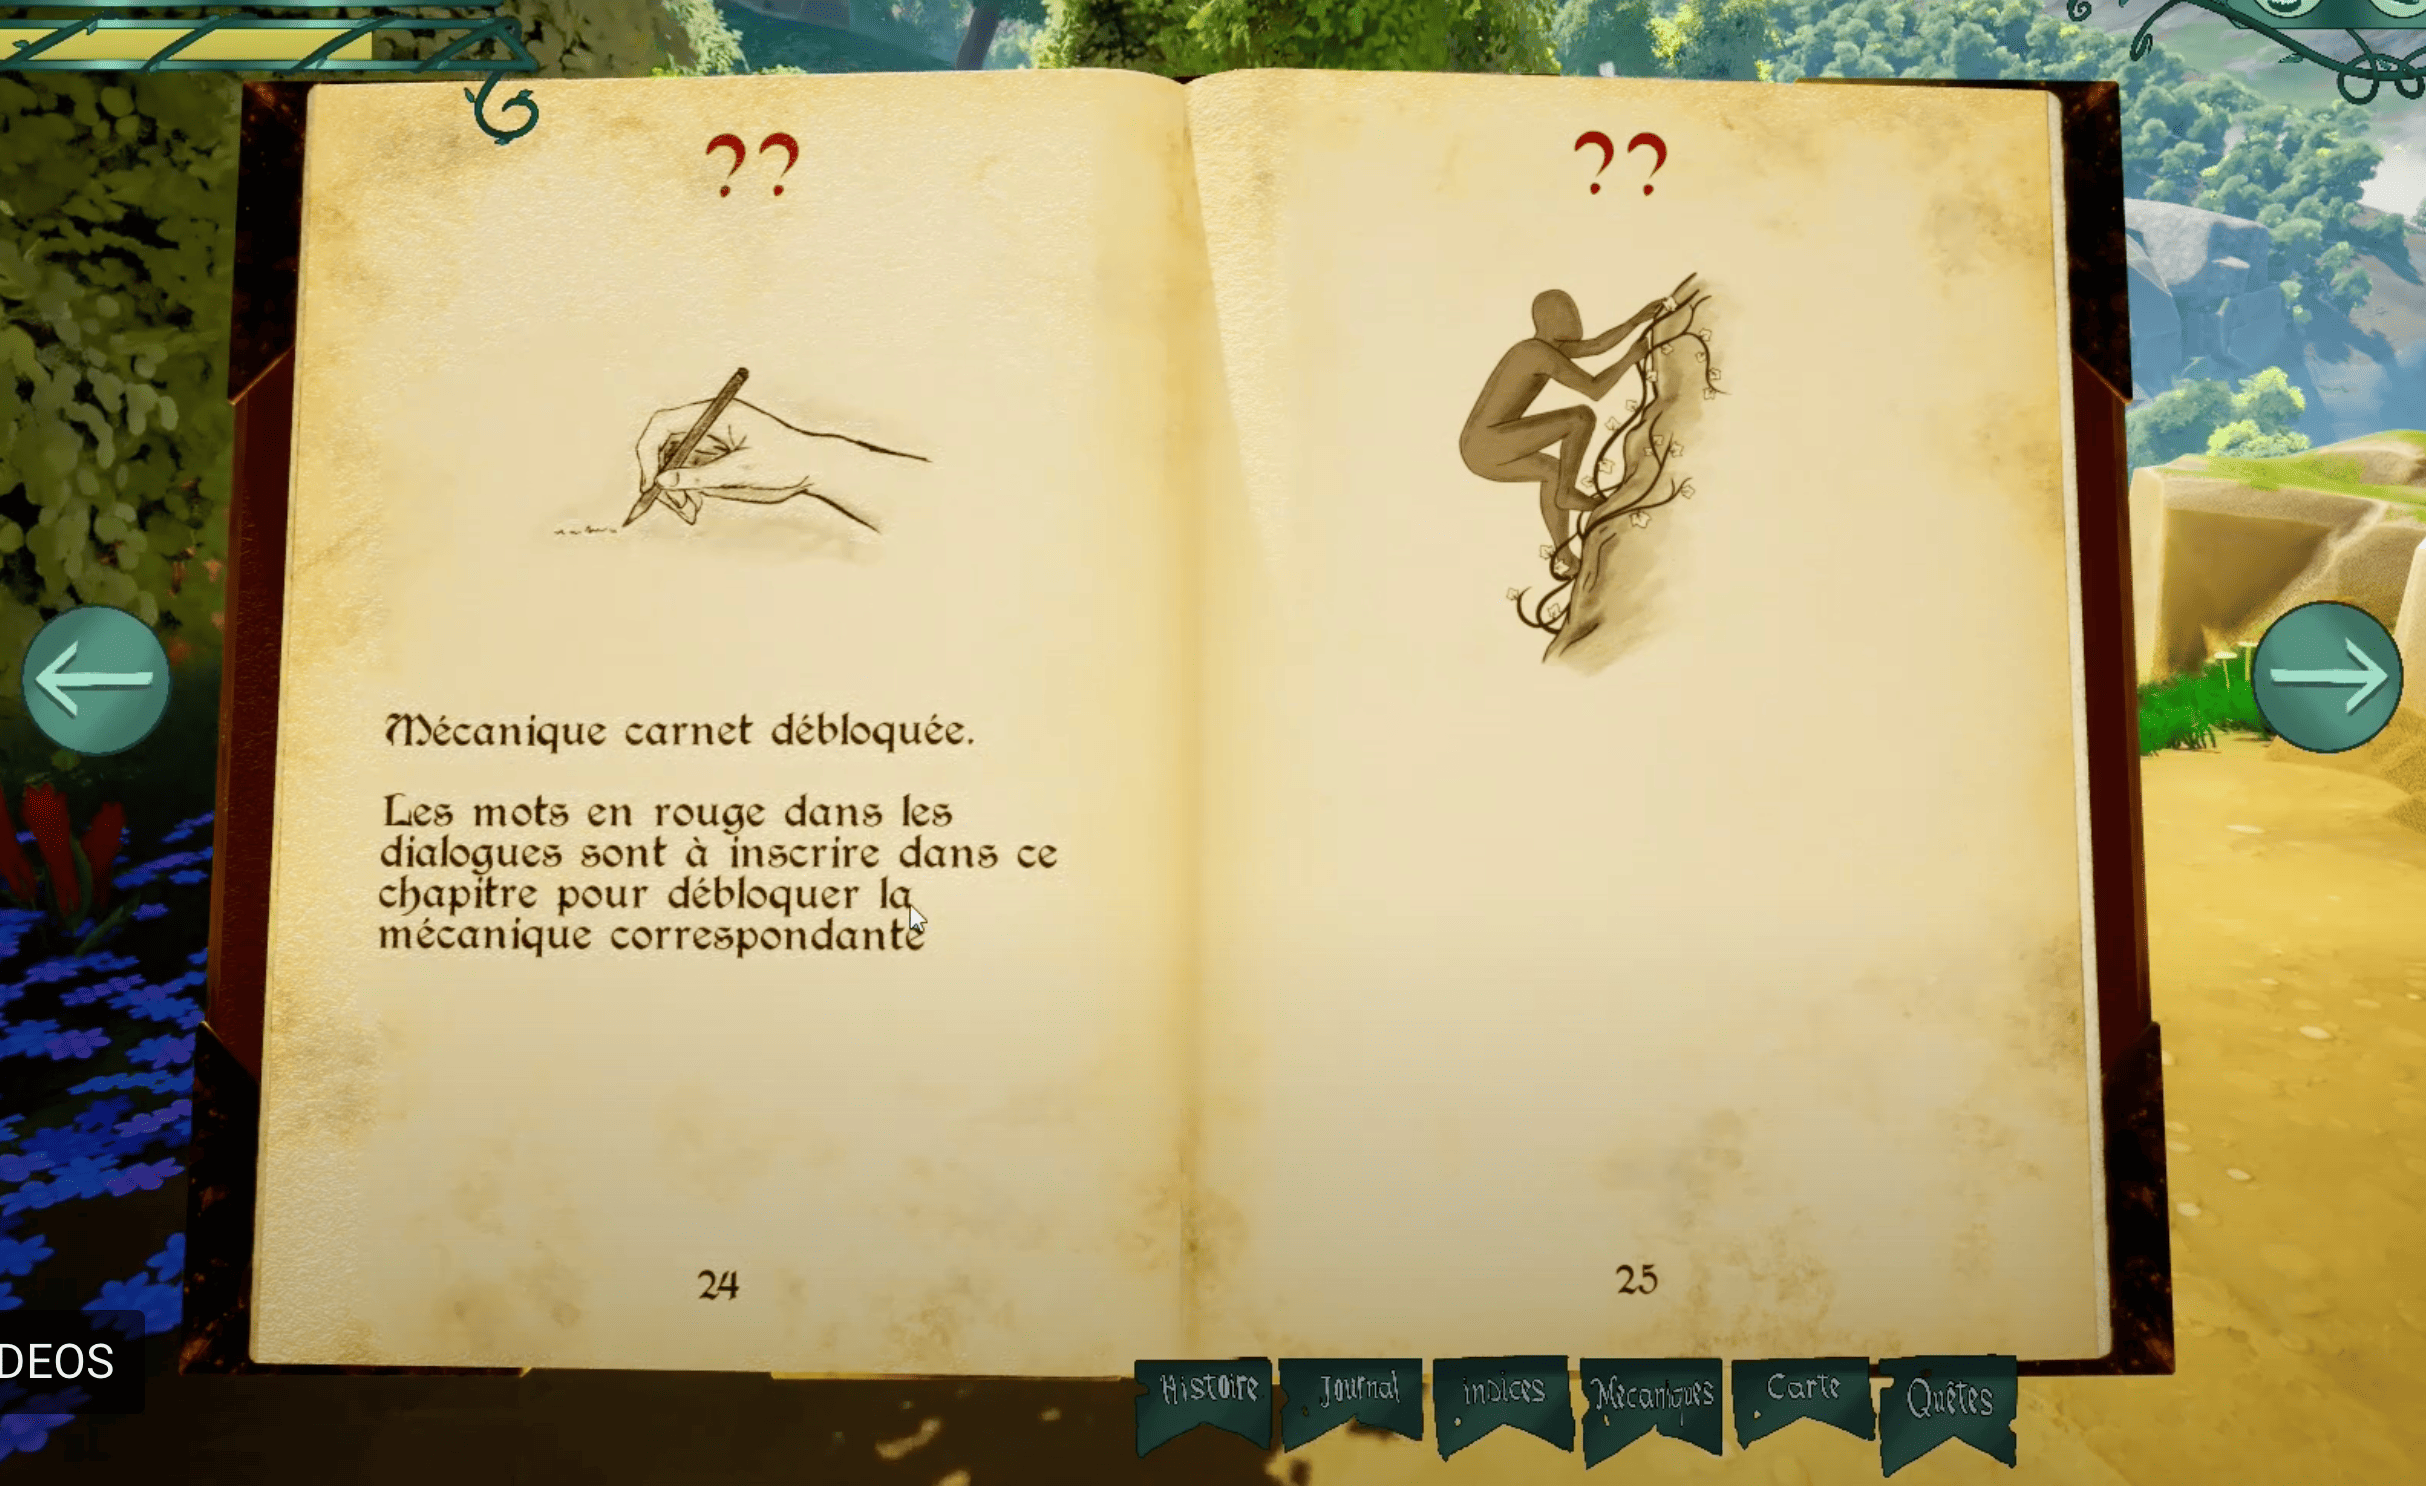 ??
Mécanique carnet débloquée.
Les mots en rouge dans les
dialogues sont à inscrire dans ce
chapitre pour débloquer la
mécanique correspondante
24
??
25
DEOS
Histoire
Journal
indices
Mécaniques
Carte
Quêtes